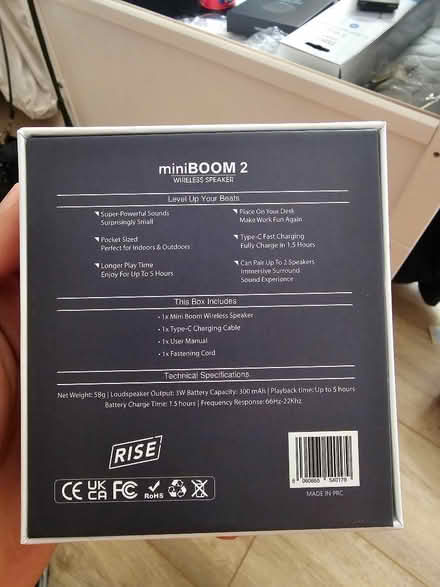 miniBOOM 2
WIRELESS SPEAKER
Level Up Your Beats
Super-Powerful Sounds
Surprisingly Small
Place On Your Desk
Make Work Fun Again
Pocket Sized
Perfect for Indoors & Outdoors
Type-C Fast Charging
Fully Charge In 1.5 Hours
Longer Play Time
Enjoy For Up To 5 Hours
Can Pair Up To 2 Speakers
Immersive Surround
Sound Experience
This Box Includes
• 1x Mini Boom Wireless Speaker
• 1x Type-C Charging Cable
• 1x User Manual
• 1x Fastening Cord
Technical Specifications
Net Weight: 58g | Loudspeaker Output: 3W Battery Capacity: 300 mAh | Playback time: Up to 5 hours
Battery Charge Time: 1.5 hours | Frequency Response: 66Hz-22Khz
RISE
CE UK CA FC RoHS
MADE IN PRC